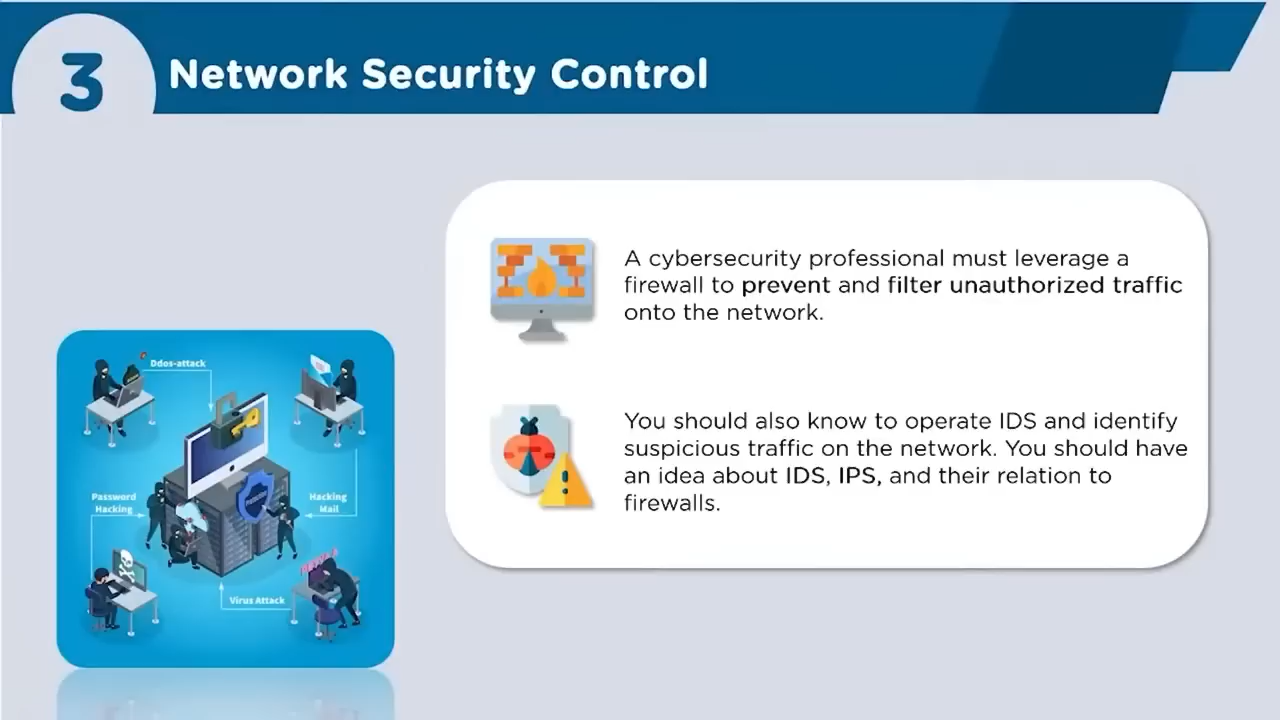 3
Network Security Control
A cybersecurity professional must leverage a
firewall to prevent and filter unauthorized traffic
onto the network.
You should also know to operate IDS and identify
suspicious traffic on the network. You should have
an idea about IDS, IPS, and their relation to
firewalls.
Ddos-attack
Password
Hacking
Hacking
Mail
Virus Attack